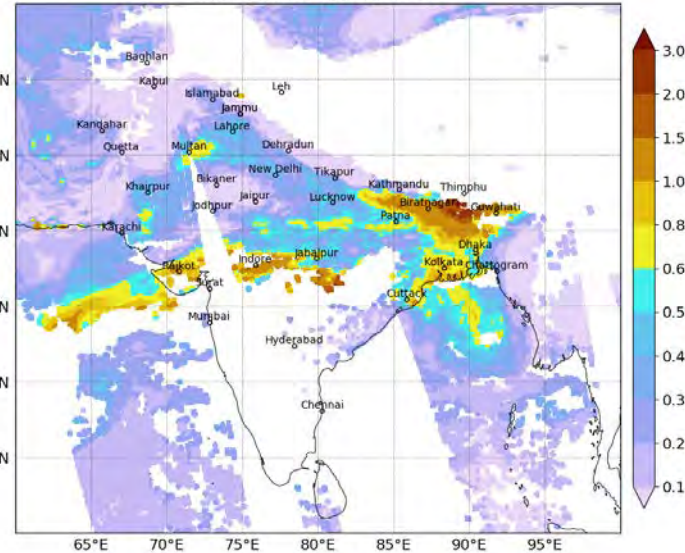 Baghlan
Kabul
Leh
Islamabad
Jammu
Kandahar
Lahore
Quetta
Multan
Dehradun
New Delhi
Tikapur
Khairpur
Bikaner
Kathmandu
Thimphu
Jaipur
Lucknow
Biratnagar
Guwahati
Jodhpur
Patna
Karachi
Dhaka
Rajkot
Indore
Jabalpur
Kolkata
Chattogram
Surat
Cuttack
Mumbai
Hyderabad
Chennai
N
N
N
N
N
N
65°E 70°E 75°E 80°E 85°E 90°E 95°E
3.0
2.0
1.5
1.0
0.8
0.6
0.5
0.4
0.3
0.2
0.1